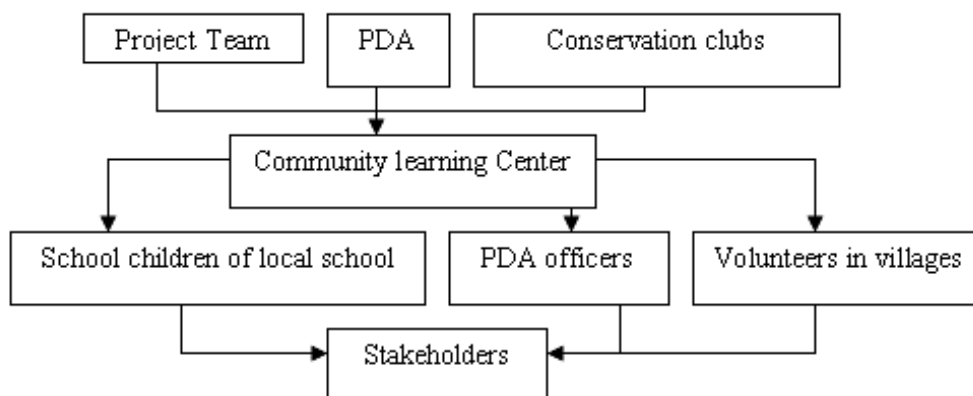 Project Team
PDA
Conservation clubs
Community learning Center
School children of local school
PDA officers
Volunteers in villages
Stakeholders